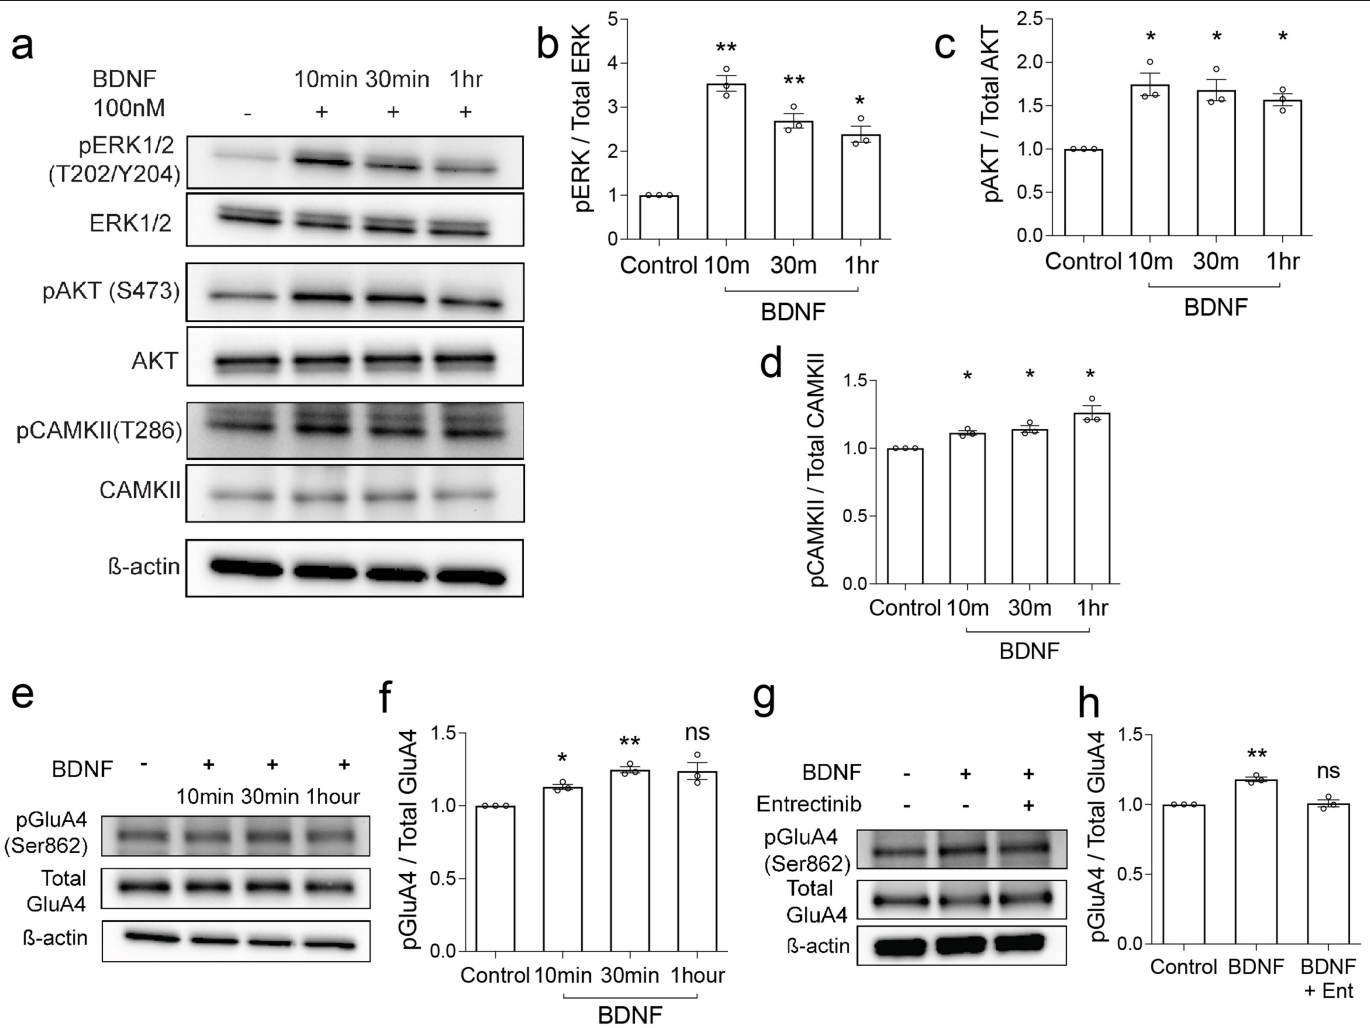 a
BDNF 10min 30min 1hr
100nM - + + +
pERK1/2
(T202/Y204)
ERK1/2
pAKT (S473)
AKT
pCAMKII(T286)
CAMKII
ß-actin
b
pERK / Total ERK
5
4
3
2
1
0
** ** *
Control 10m 30m 1hr
BDNF
c
pAKT / Total AKT
2.5
2.0
1.5
1.0
0.5
0.0
* * *
Control 10m 30m 1hr
BDNF
d
pCAMKII / Total CAMKII
1.5
1.0
0.5
0.0
* * *
Control 10m 30m 1hr
BDNF
e
BDNF - + + +
10min 30min 1hour
pGluA4
(Ser862)
Total
GluA4
ß-actin
f
pGluA4 / Total GluA4
1.5
1.0
0.5
0.0
* ** ns
Control 10min 30min 1hour
BDNF
g
BDNF - + +
Entrectinib - - +
pGluA4
(Ser862)
Total
GluA4
ß-actin
h
pGluA4 / Total GluA4
1.5
1.0
0.5
0.0
** ns
Control BDNF BDNF
+ Ent